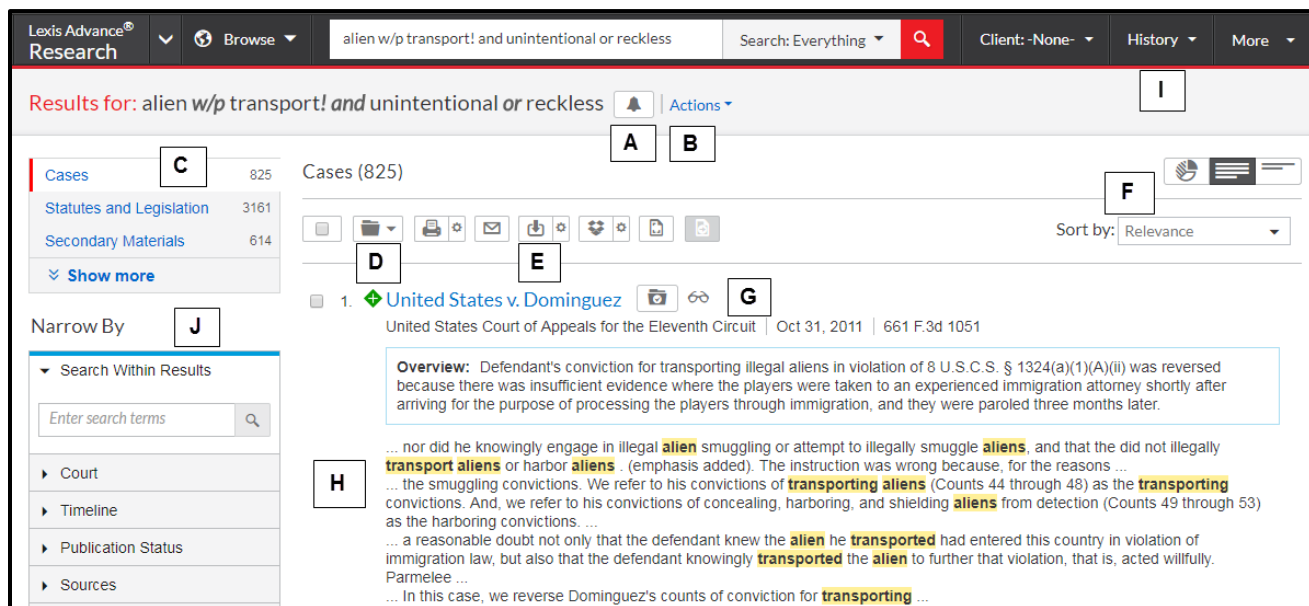 Lexis Advance®
Research
Browse
alien w/p transport! and unintentional or reckless
Search: Everything
Client: -None-
History
More
I
Results for: alien w/p transport! and unintentional or reckless
Actions
A
B
C
Cases 825
Statutes and Legislation 3161
Secondary Materials 614
Show more
Cases (825)
F
Sort by: Relevance
D
E
1. United States v. Dominguez
G
United States Court of Appeals for the Eleventh Circuit | Oct 31, 2011 | 661 F.3d 1051
Overview: Defendant's conviction for transporting illegal aliens in violation of 8 U.S.C.S. § 1324(a)(1)(A)(ii) was reversed
because there was insufficient evidence where the players were taken to an experienced immigration attorney shortly after
arriving for the purpose of processing the players through immigration, and they were paroled three months later.
Narrow By
J
Search Within Results
Enter search terms
Court
Timeline
Publication Status
Sources
H
... nor did he knowingly engage in illegal alien smuggling or attempt to illegally smuggle aliens, and that the did not illegally
transport aliens or harbor aliens . (emphasis added). The instruction was wrong because, for the reasons ...
... the smuggling convictions. We refer to his convictions of transporting aliens (Counts 44 through 48) as the transporting
convictions. And, we refer to his convictions of concealing, harboring, and shielding aliens from detection (Counts 49 through 53)
as the harboring convictions. ...
... a reasonable doubt not only that the defendant knew the alien he transported had entered this country in violation of
immigration law, but also that the defendant knowingly transported the alien to further that violation, that is, acted willfully.
Parmelee ...
... In this case, we reverse Dominguez's counts of conviction for transporting ...